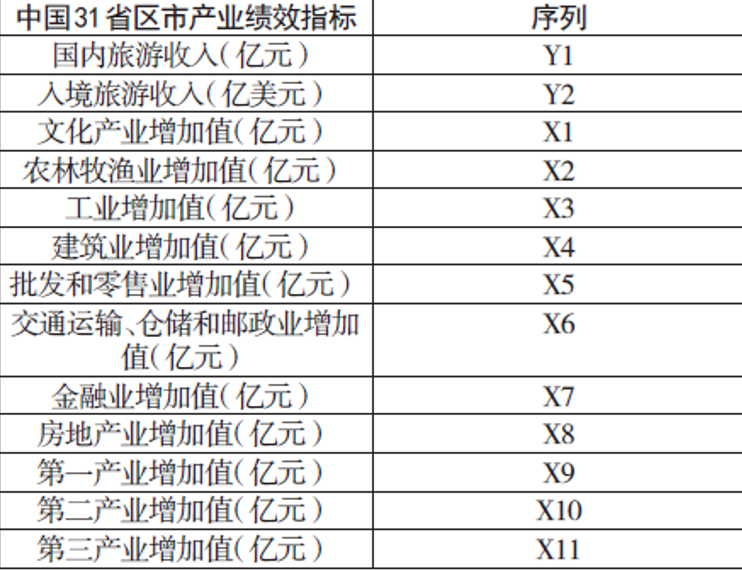 中国31省区市产业绩效指标 序列
国内旅游收入(亿元) Y1
入境旅游收入(亿美元) Y2
文化产业增加值(亿元) X1
农林牧渔业增加值(亿元) X2
工业增加值(亿元) X3
建筑业增加值(亿元) X4
批发和零售业增加值(亿元) X5
交通运输、仓储和邮政业增加 X6
值(亿元)
金融业增加值(亿元) X7
房地产业增加值(亿元) X8
第一产业增加值(亿元) X9
第二产业增加值(亿元) X10
第三产业增加值(亿元) X11